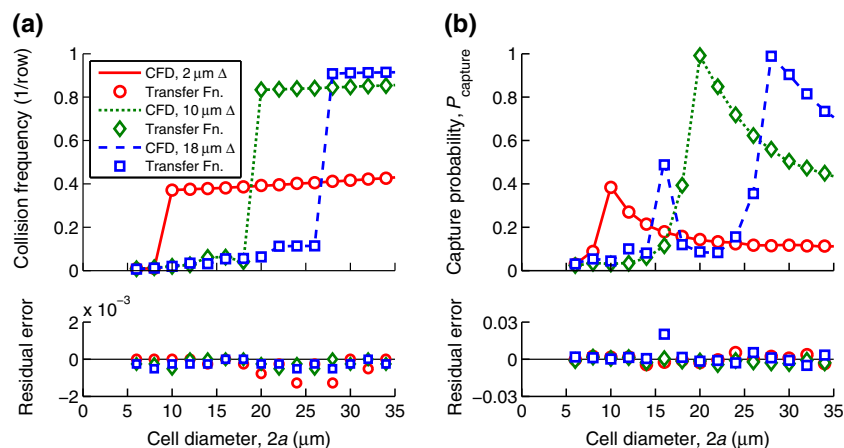 (a)
Collision frequency (1/row)
1
0.8
0.6
0.4
0.2
0
CFD, 2 μm Δ
Transfer Fn.
CFD, 10 μm Δ
Transfer Fn.
CFD, 18 μm Δ
Transfer Fn.
Residual error
x 10⁻³
2
0
−2
0 5 10 15 20 25 30 35
Cell diameter, 2a (μm)
(b)
Capture probability, P capture
1
0.8
0.6
0.4
0.2
0
Residual error
0.03
0
−0.03
0 5 10 15 20 25 30 35
Cell diameter, 2a (μm)